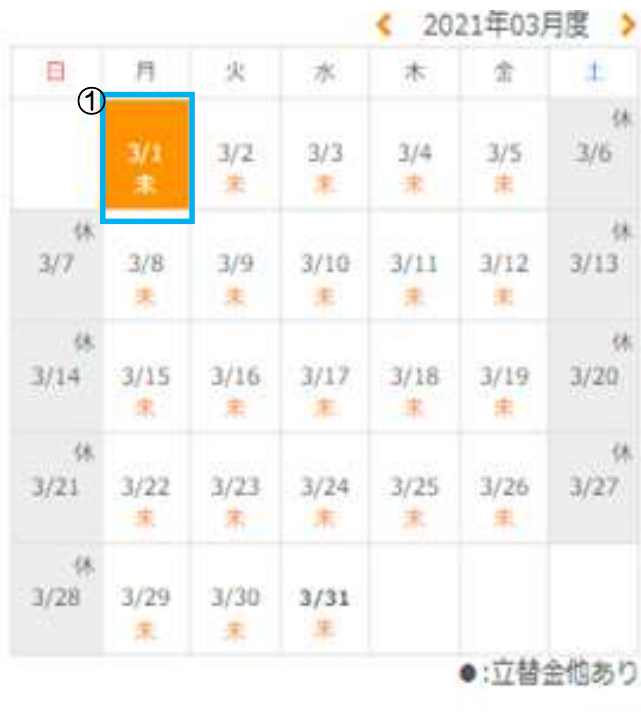 2021年03月度
日 月 火 水 木 金 土
①
休
3/1 3/2 3/3 3/4 3/5 3/6
未 未 未 未 未
休 休
3/7 3/8 3/9 3/10 3/11 3/12 3/13
未 未 未 未 未
休 休
3/14 3/15 3/16 3/17 3/18 3/19 3/20
未 未 未 未 未
休 休
3/21 3/22 3/23 3/24 3/25 3/26 3/27
未 未 未 未 未
休
3/28 3/29 3/30 3/31
未 未 未
●:立替金他あり